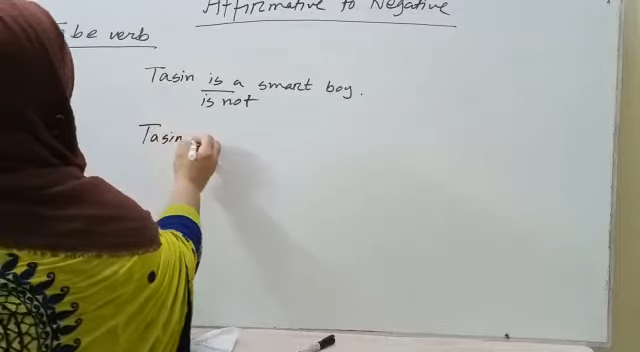 Affirmative to Negative
be verb
Tasin is a smart boy.
is not
Tasin